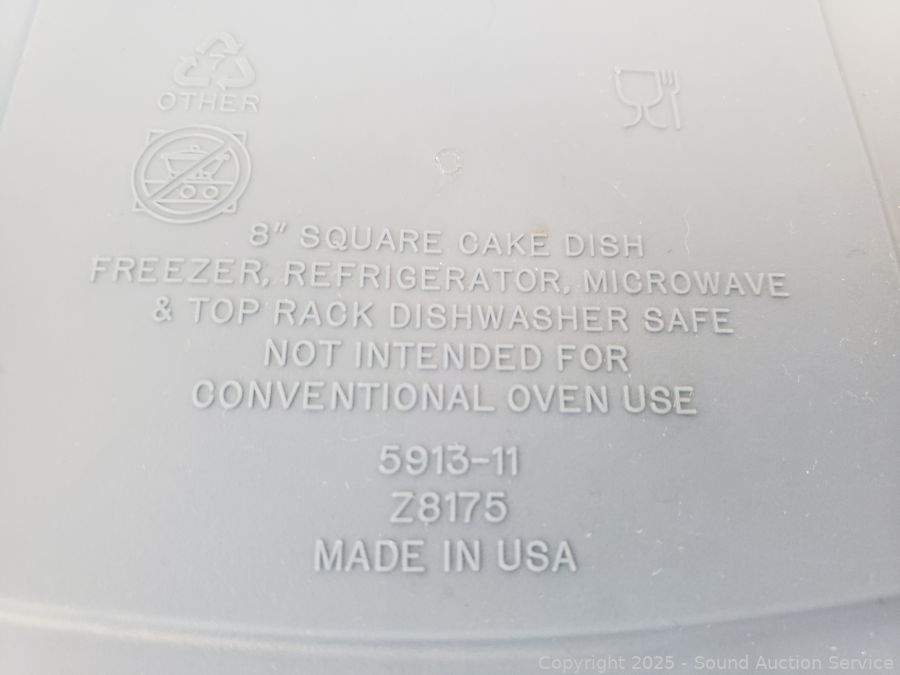 7
OTHER
8" SQUARE CAKE DISH
FREEZER, REFRIGERATOR, MICROWAVE
& TOP RACK DISHWASHER SAFE
NOT INTENDED FOR
CONVENTIONAL OVEN USE
5913-11
Z8175
MADE IN USA
Copyright 2025 - Sound Auction Service